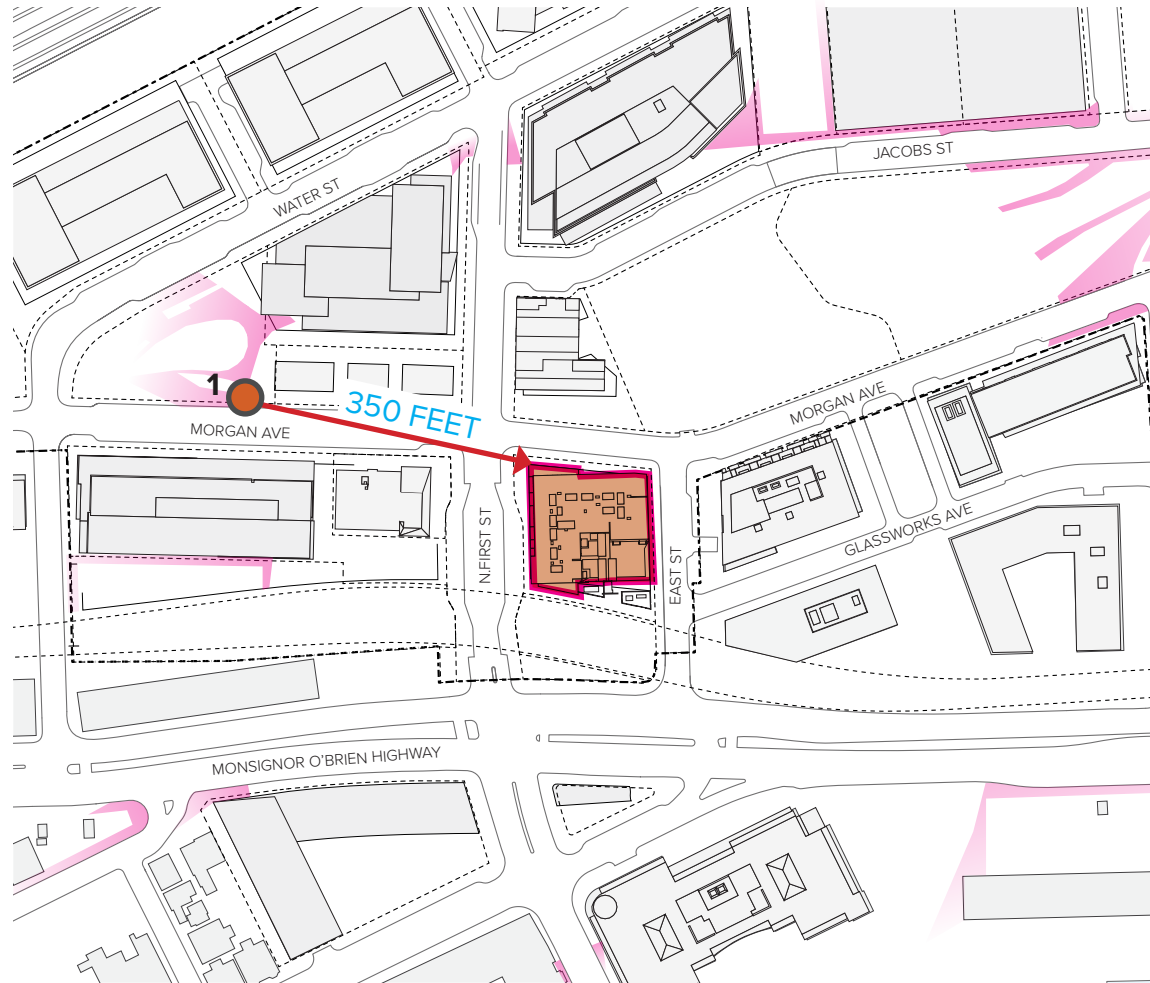 JACOBS ST
WATER ST
1
350 FEET
MORGAN AVE
MORGAN AVE
GLASSWORKS AVE
N.FIRST ST
EAST ST
MONSIGNOR O'BRIEN HIGHWAY